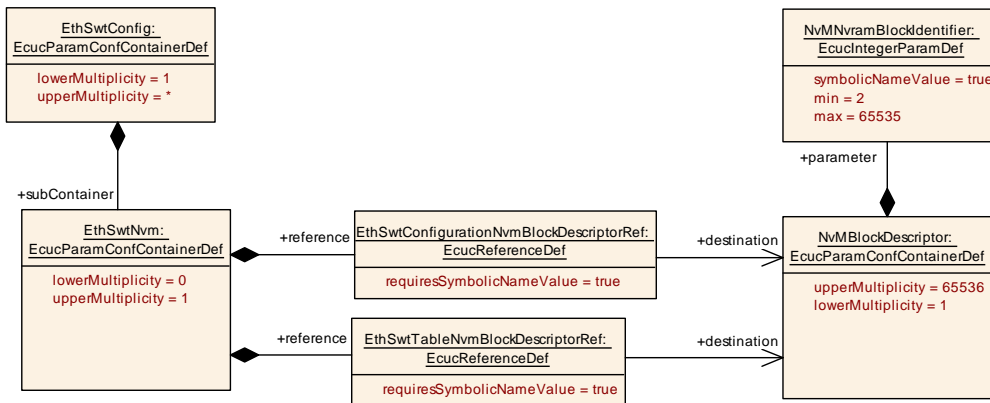 EthSwtConfig:
EcucParamConfContainerDef
lowerMultiplicity = 1
upperMultiplicity = *
NvMNvramBlockIdentifier:
EcucIntegerParamDef
symbolicNameValue = true
min = 2
max = 65535
+subContainer
+parameter
EthSwtNvm:
EcucParamConfContainerDef
lowerMultiplicity = 0
upperMultiplicity = 1
+reference
EthSwtConfigurationNvmBlockDescriptorRef:
EcucReferenceDef
requiresSymbolicNameValue = true
+destination
NvMBlockDescriptor:
EcucParamConfContainerDef
upperMultiplicity = 65536
lowerMultiplicity = 1
+reference
EthSwtTableNvmBlockDescriptorRef:
EcucReferenceDef
requiresSymbolicNameValue = true
+destination